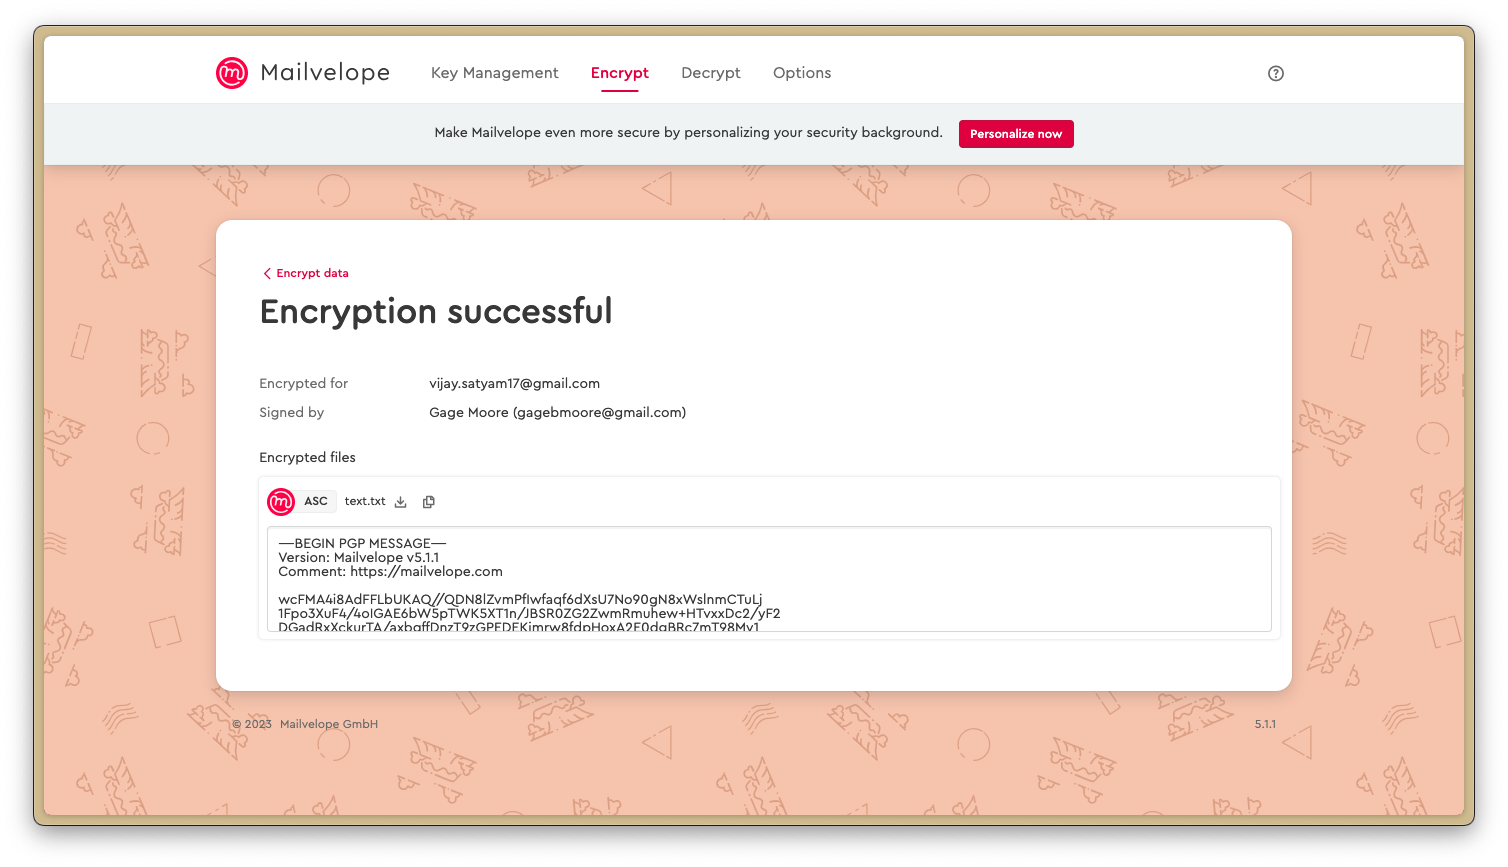 Mailvelope Key Management Encrypt Decrypt Options
Make Mailvelope even more secure by personalizing your security background. Personalize now
Encrypt data
Encryption successful
Encrypted for vijay.satyam17@gmail.com
Signed by Gage Moore (gagebmoore@gmail.com)
Encrypted files
ASC text.txt
-----BEGIN PGP MESSAGE-----
Version: Mailvelope v5.1.1
Comment: https://mailvelope.com
wcFMA4i8AdFFLbUKAQ//QDN8lZvmPfIwfaqf6dXsU7No90gN8xWslnmCTuLj
1Fpo3XuF4/4oIGAE6bW5pTWK5XT1n/JBSR0ZG2ZwmRmuhew+HTvxxDc2/yF2
© 2023 Mailvelope GmbH 5.1.1